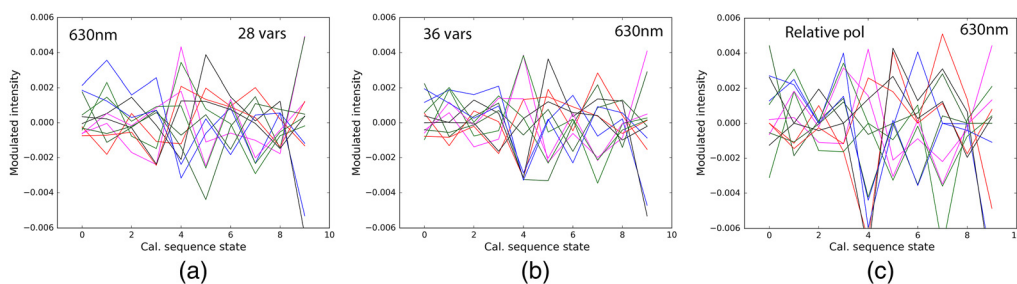 630nm
28 vars
Modulated intensity
0.006
0.004
0.002
0.000
−0.002
−0.004
−0.006
0 2 4 6 8 10
Cal. sequence state
(a)
36 vars
630nm
Modulated intensity
0.006
0.004
0.002
0.000
−0.002
−0.004
−0.006
0 2 4 6 8 10
Cal. sequence state
(b)
Relative pol
630nm
Modulated intensity
0.006
0.004
0.002
0.000
−0.002
−0.004
−0.006
0 2 4 6 8 10
Cal. sequence state
(c)